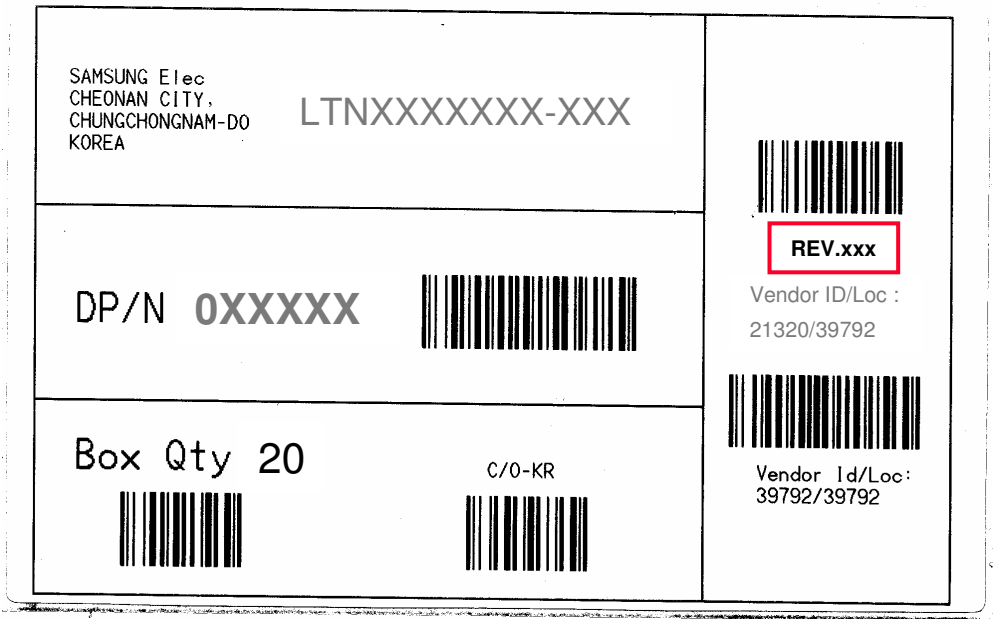 SAMSUNG Elec
CHEONAN CITY,
CHUNGCHONGNAM-DO
KOREA
LTNXXXXXXX-XXX
DP/N 0XXXXX
Box Qty 20
C/O-KR
REV.xxx
Vendor ID/Loc :
21320/39792
Vendor Id/Loc:
39792/39792